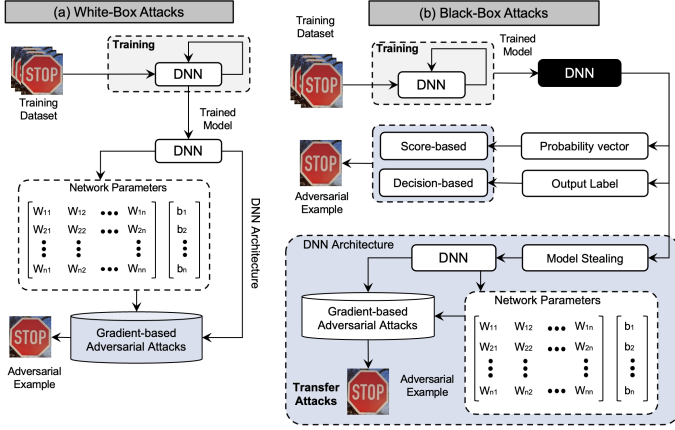 (a) White-Box Attacks
Training
DNN
STOP
Training
Dataset
Trained
Model
DNN
Network Parameters
W11 W12 ●●● W1n b1
W21 W22 ●●● W2n b2
Wn1 Wn2 ●●● Wnn bn
DNN Architecture
Gradient-based
Adversarial Attacks
STOP
Adversarial
Example
(b) Black-Box Attacks
Training
Dataset
STOP
Training
DNN
Trained
Model
DNN
Score-based
Probability vector
STOP
Decision-based
Output Label
Adversarial
Example
DNN Architecture
DNN
Model Stealing
Gradient-based
Adversarial Attacks
Network Parameters
W11 W12 ●●● W1n b1
W21 W22 ●●● W2n b2
Wn1 Wn2 ●●● Wnn bn
Transfer
Attacks
STOP
Adversarial
Example